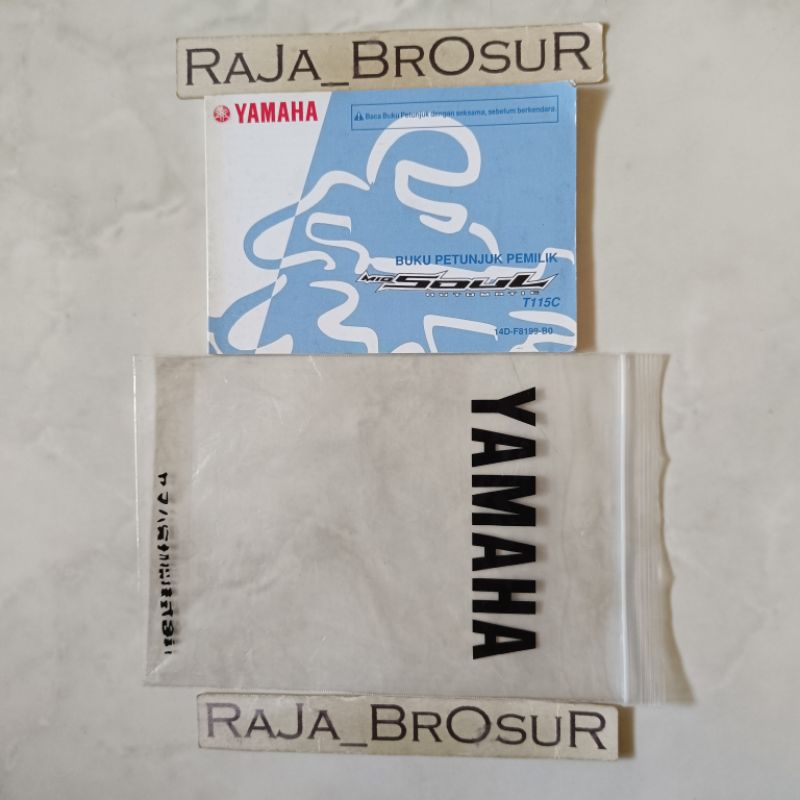 RAJA_BROSUR
YAMAHA
Baca Buku Petunjuk dengan seksama, sebelum berkendara.
BUKU PETUNJUK PEMILIK
MIO SOUL
AUTOMATIC
T115C
14D-F8199-B0
YAMAHA
RAJA_BROSUR